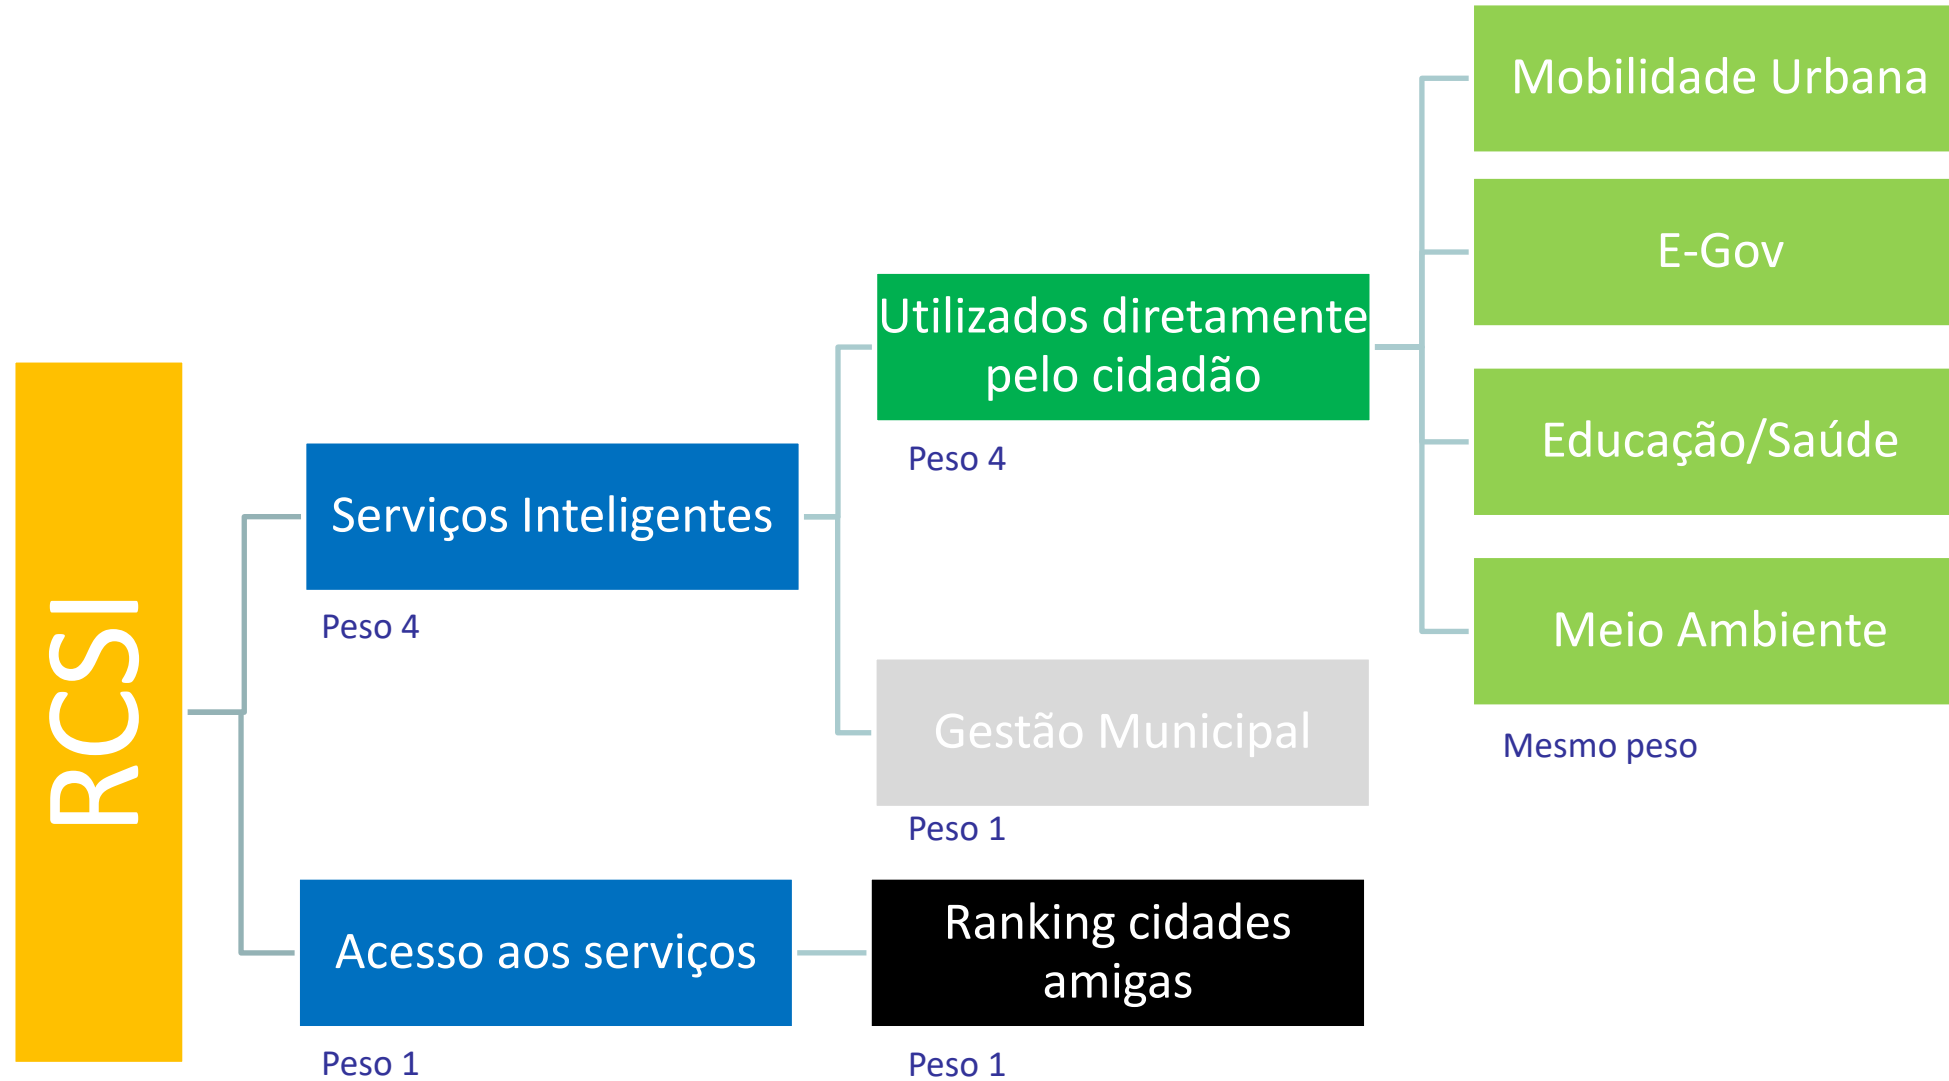 RCSI
Serviços Inteligentes
Peso 4
Acesso aos serviços
Peso 1
Utilizados diretamente
pelo cidadão
Peso 4
Gestão Municipal
Peso 1
Ranking cidades
amigas
Peso 1
Mobilidade Urbana
E-Gov
Educação/Saúde
Meio Ambiente
Mesmo peso